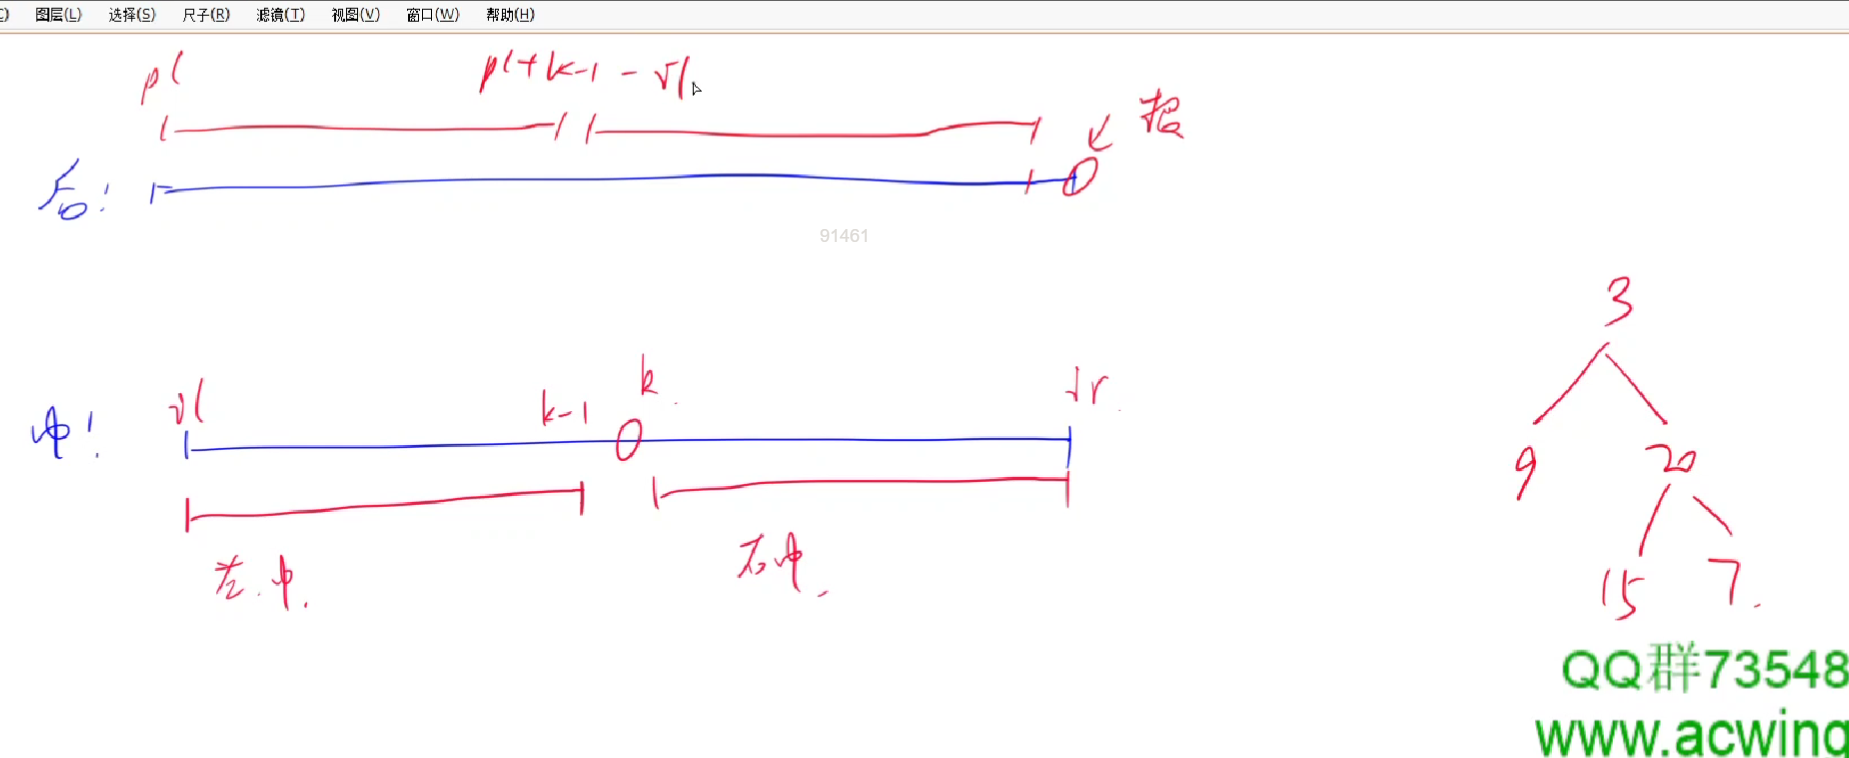 图层(L) 选择(S) 尺子(R) 滤镜(T) 视图(V) 窗口(W) 帮助(H)
pl pl+k-1-vl
根
后:
91461
3
k
vl k-1 vr
中:
9 20
左中 右中
15 7
QQ群73548
www.acwing